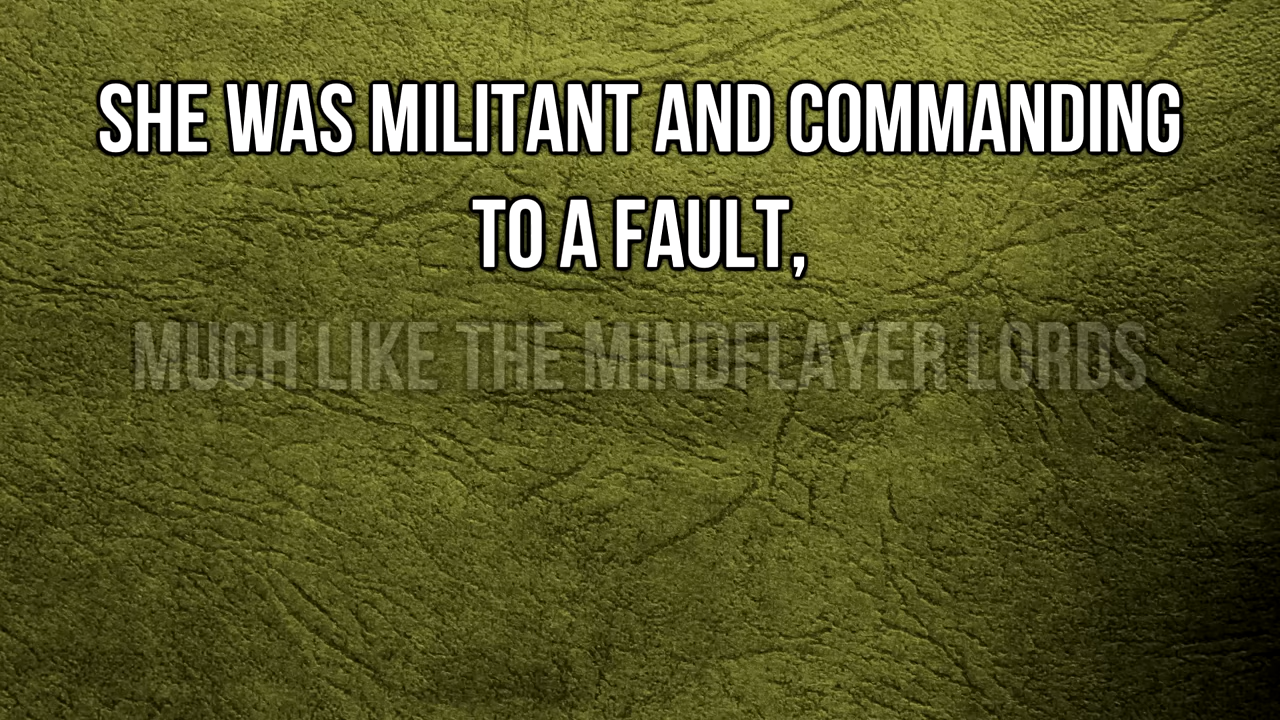 SHE WAS MILITANT AND COMMANDING
TO A FAULT,
MUCH LIKE THE MINDFLAYER LORDS